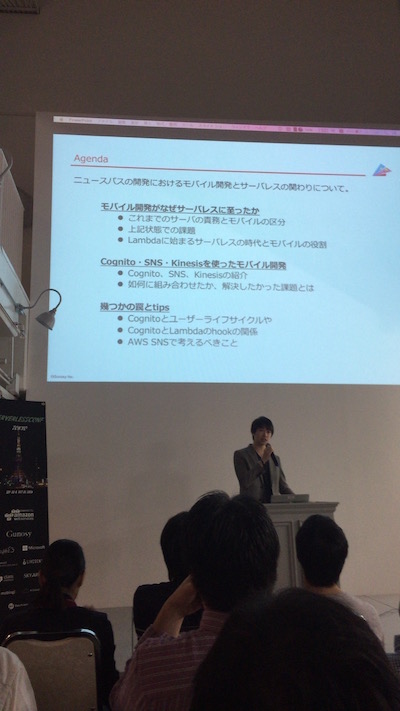 Agenda
ニュースパスの開発におけるモバイル開発とサーバレスの関わりについて。
モバイル開発がなぜサーバレスに至ったか
● これまでのサーバの責務とモバイルの区分
● 上記状態での課題
● Lambdaに始まるサーバレスの時代とモバイルの役割
Cognito・SNS・Kinesisを使ったモバイル開発
● Cognito、SNS、Kinesisの紹介
● 如何に組み合わせたか、解決したかった課題とは
幾つかの罠とtips
● Cognitoとユーザーライフサイクルや
● CognitoとLambdaのhookの関係
● AWS SNSで考えるべきこと
SERVERLESSCONF
TOKYO
amazon
Gunosy
Microsoft